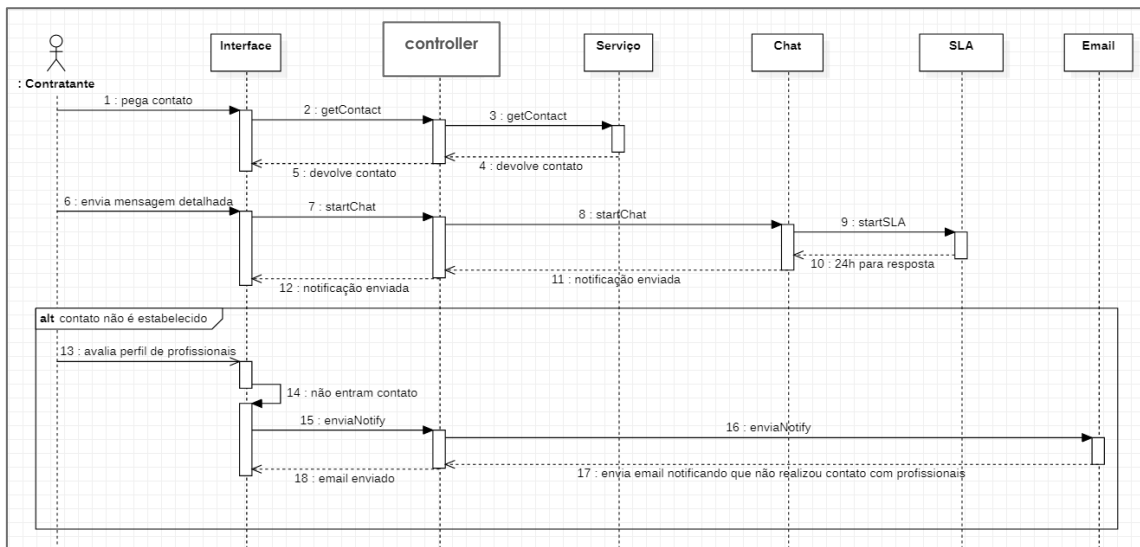 Interface
controller
Serviço
Chat
SLA
Email
: Contratante
1 : pega contato
2 : getContact
3 : getContact
4 : devolve contato
5 : devolve contato
6 : envia mensagem detalhada
7 : startChat
8 : startChat
9 : startSLA
10 : 24h para resposta
11 : notificação enviada
12 : notificação enviada
alt contato não é estabelecido
13 : avalia perfil de profissionais
14 : não entram contato
15 : enviaNotify
16 : enviaNotify
17 : envia email notificando que não realizou contato com profissionais
18 : email enviado